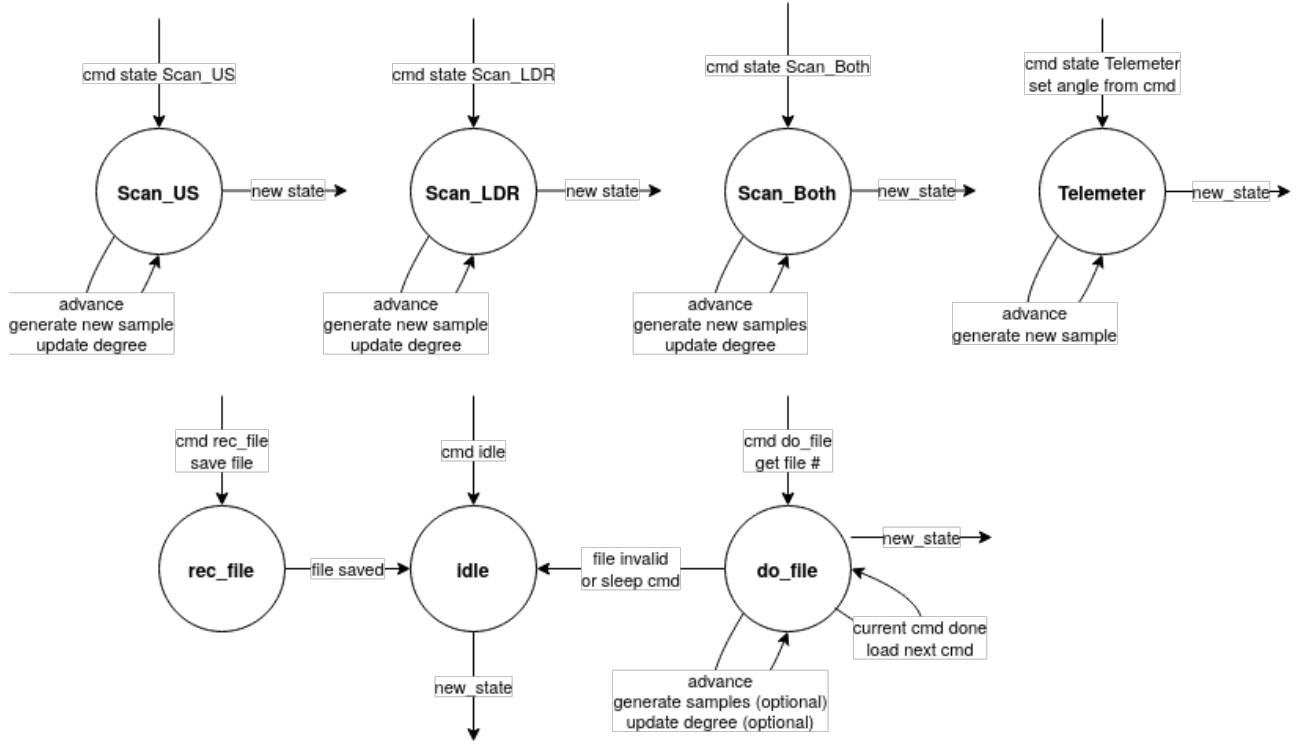 cmd state Scan_US
cmd state Scan_LDR
cmd state Scan_Both
cmd state Telemeter
set angle from cmd
Scan_US
new state
Scan_LDR
new state
Scan_Both
new_state
Telemeter
new_state
advance
generate new sample
update degree
advance
generate new sample
update degree
advance
generate new samples
update degree
advance
generate new sample
cmd rec_file
save file
cmd idle
cmd do_file
get file #
rec_file
file saved
idle
file invalid
or sleep cmd
do_file
new_state
current cmd done
load next cmd
new_state
advance
generate samples (optional)
update degree (optional)